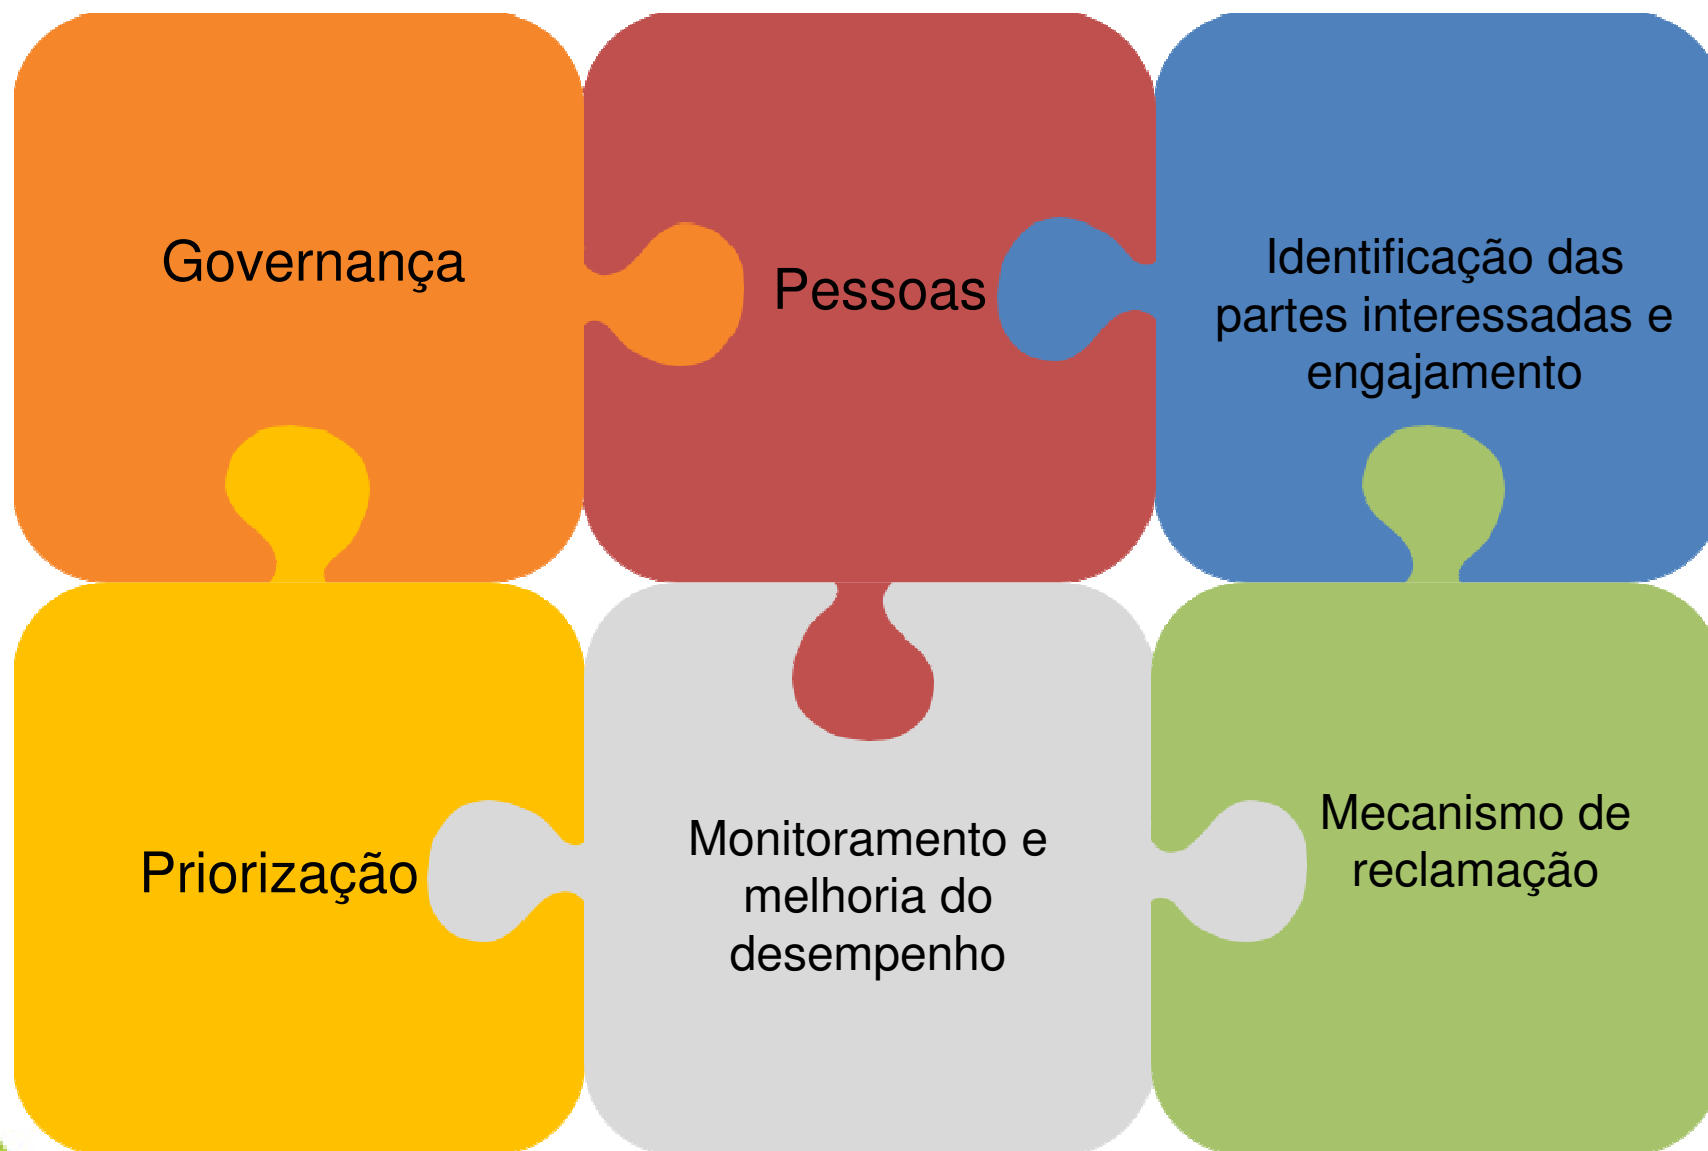 Governança
Pessoas
Identificação das
partes interessadas e
engajamento
Priorização
Monitoramento e
melhoria do
desempenho
Mecanismo de
reclamação